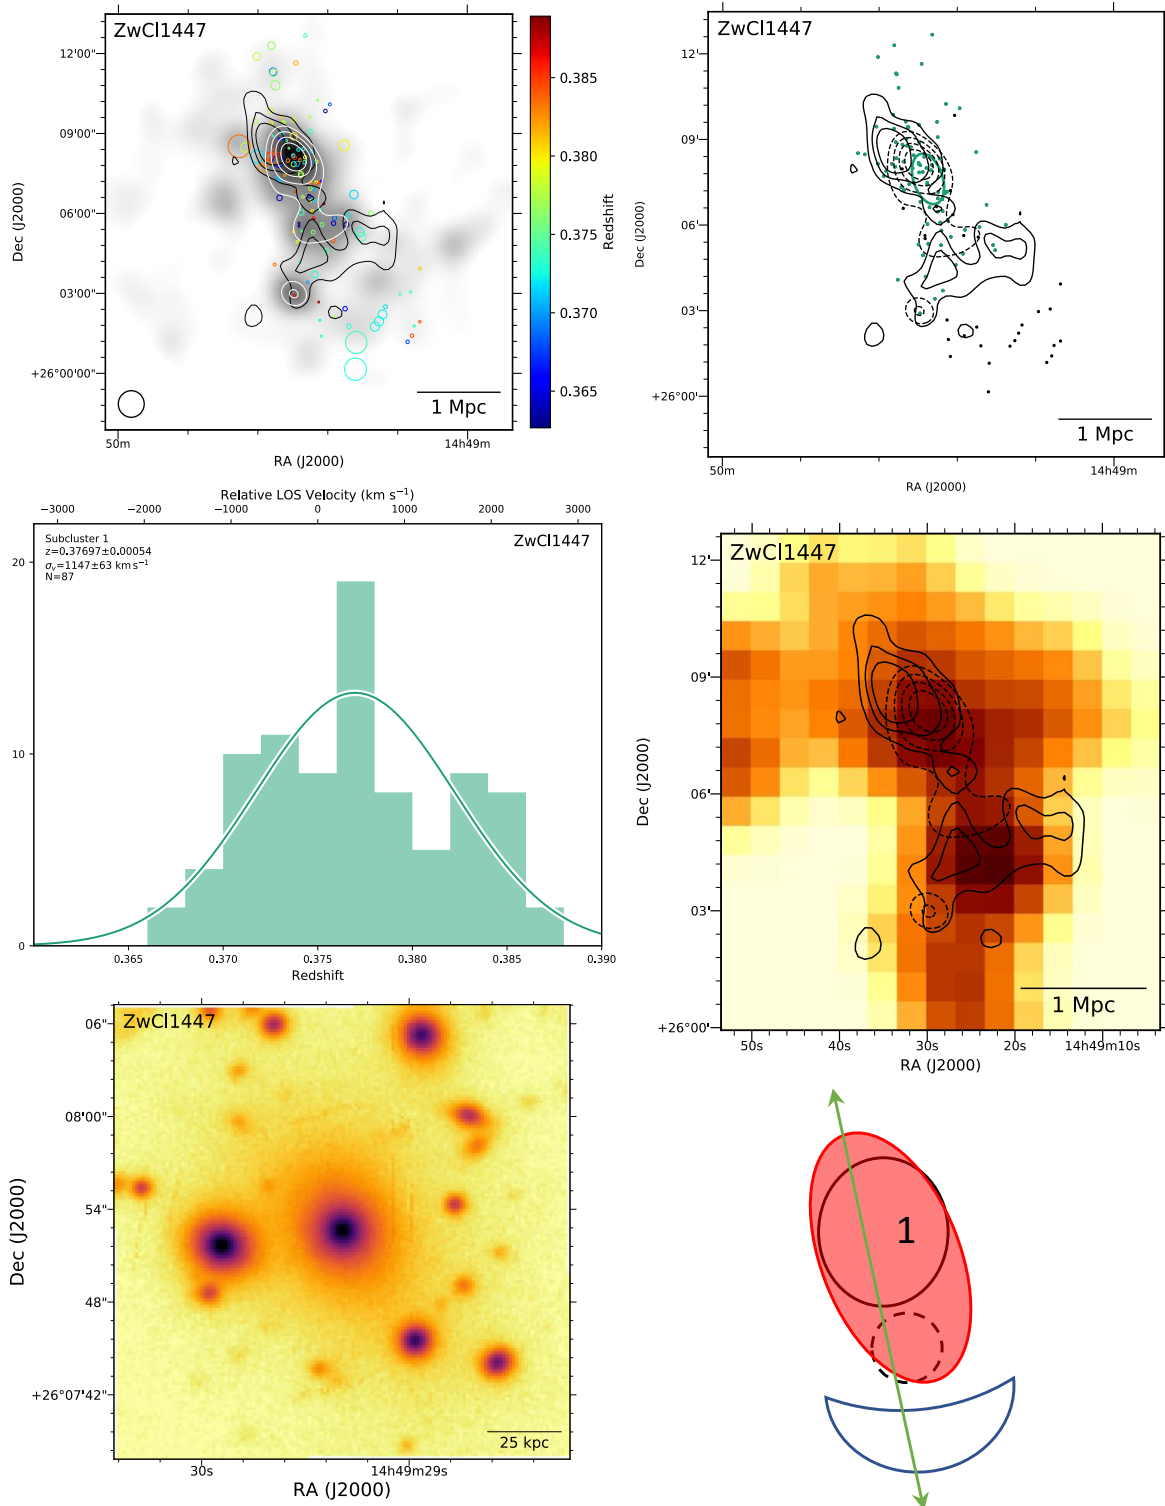 ZwCl1447
12'00"
09'00"
06'00"
03'00"
+26°00'00"
Dec (J2000)
1 Mpc
50m
14h49m
RA (J2000)
0.385
0.380
0.375
0.370
0.365
Redshift
ZwCl1447
12'
09'
06'
03'
+26°00'
Dec (J2000)
1 Mpc
50m
14h49m
RA (J2000)
Relative LOS Velocity (km s⁻¹)
−3000 −2000 −1000 0 1000 2000 3000
Subcluster 1
z=0.37697±0.00054
σᵥ=1147±63 km s⁻¹
N=87
ZwCl1447
20
10
0
0.365 0.370 0.375 0.380 0.385 0.390
Redshift
ZwCl1447
12'
09'
06'
03'
+26°00'
Dec (J2000)
1 Mpc
50s 40s 30s 20s 14h49m10s
RA (J2000)
ZwCl1447
06"
08'00"
54"
48"
+26°07'42"
Dec (J2000)
25 kpc
30s 14h49m29s
RA (J2000)
1